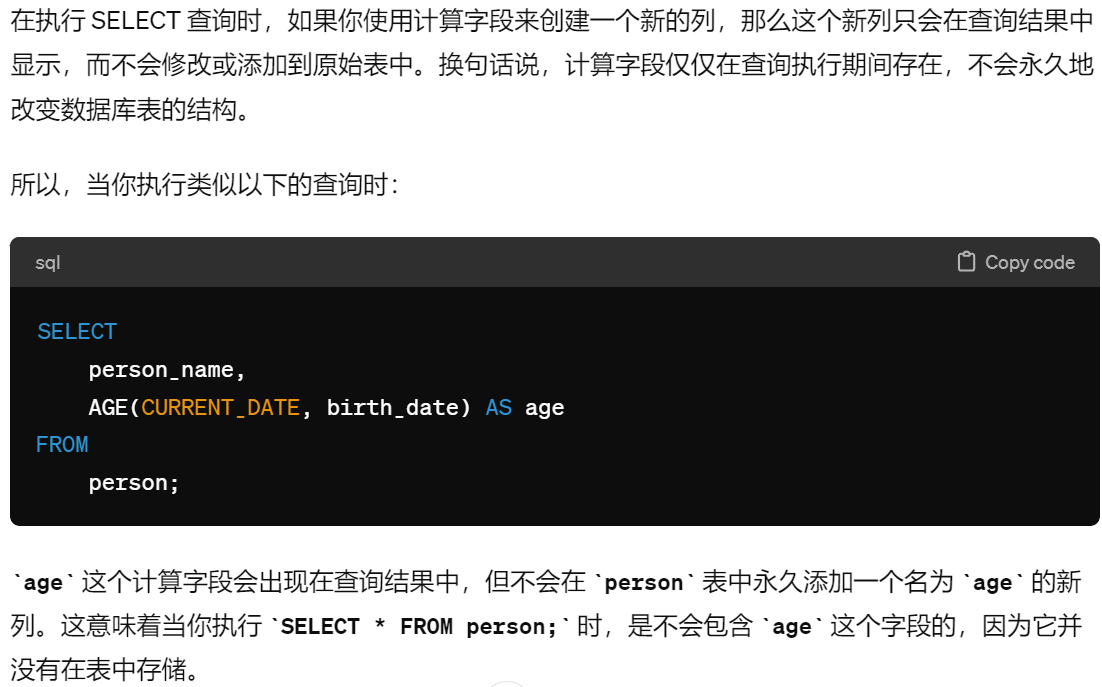 在执行 SELECT 查询时，如果你使用计算字段来创建一个新的列，那么这个新列只会在查询结果中
显示，而不会修改或添加到原始表中。换句话说，计算字段仅仅在查询执行期间存在，不会永久地
改变数据库表的结构。
所以，当你执行类似以下的查询时：
sql Copy code
SELECT
    person_name,
    AGE(CURRENT_DATE, birth_date) AS age
FROM
    person;
`age` 这个计算字段会出现在查询结果中，但不会在 `person` 表中永久添加一个名为 `age` 的新
列。这意味着当你执行 `SELECT * FROM person;` 时，是不会包含 `age` 这个字段的，因为它并
没有在表中存储。